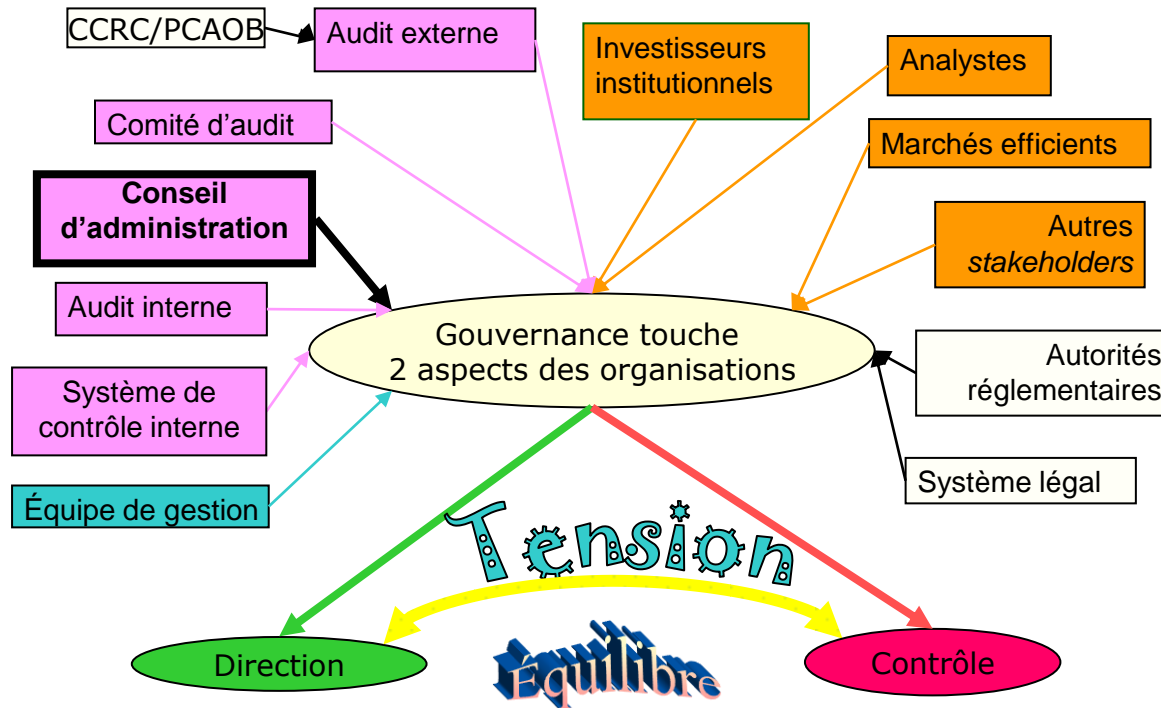 CCRC/PCAOB
Audit externe
Investisseurs
institutionnels
Analystes
Comité d'audit
Marchés efficients
Conseil
d'administration
Autres
stakeholders
Audit interne
Gouvernance touche
2 aspects des organisations
Autorités
réglementaires
Système de
contrôle interne
Système légal
Équipe de gestion
Tension
Direction
Équilibre
Contrôle